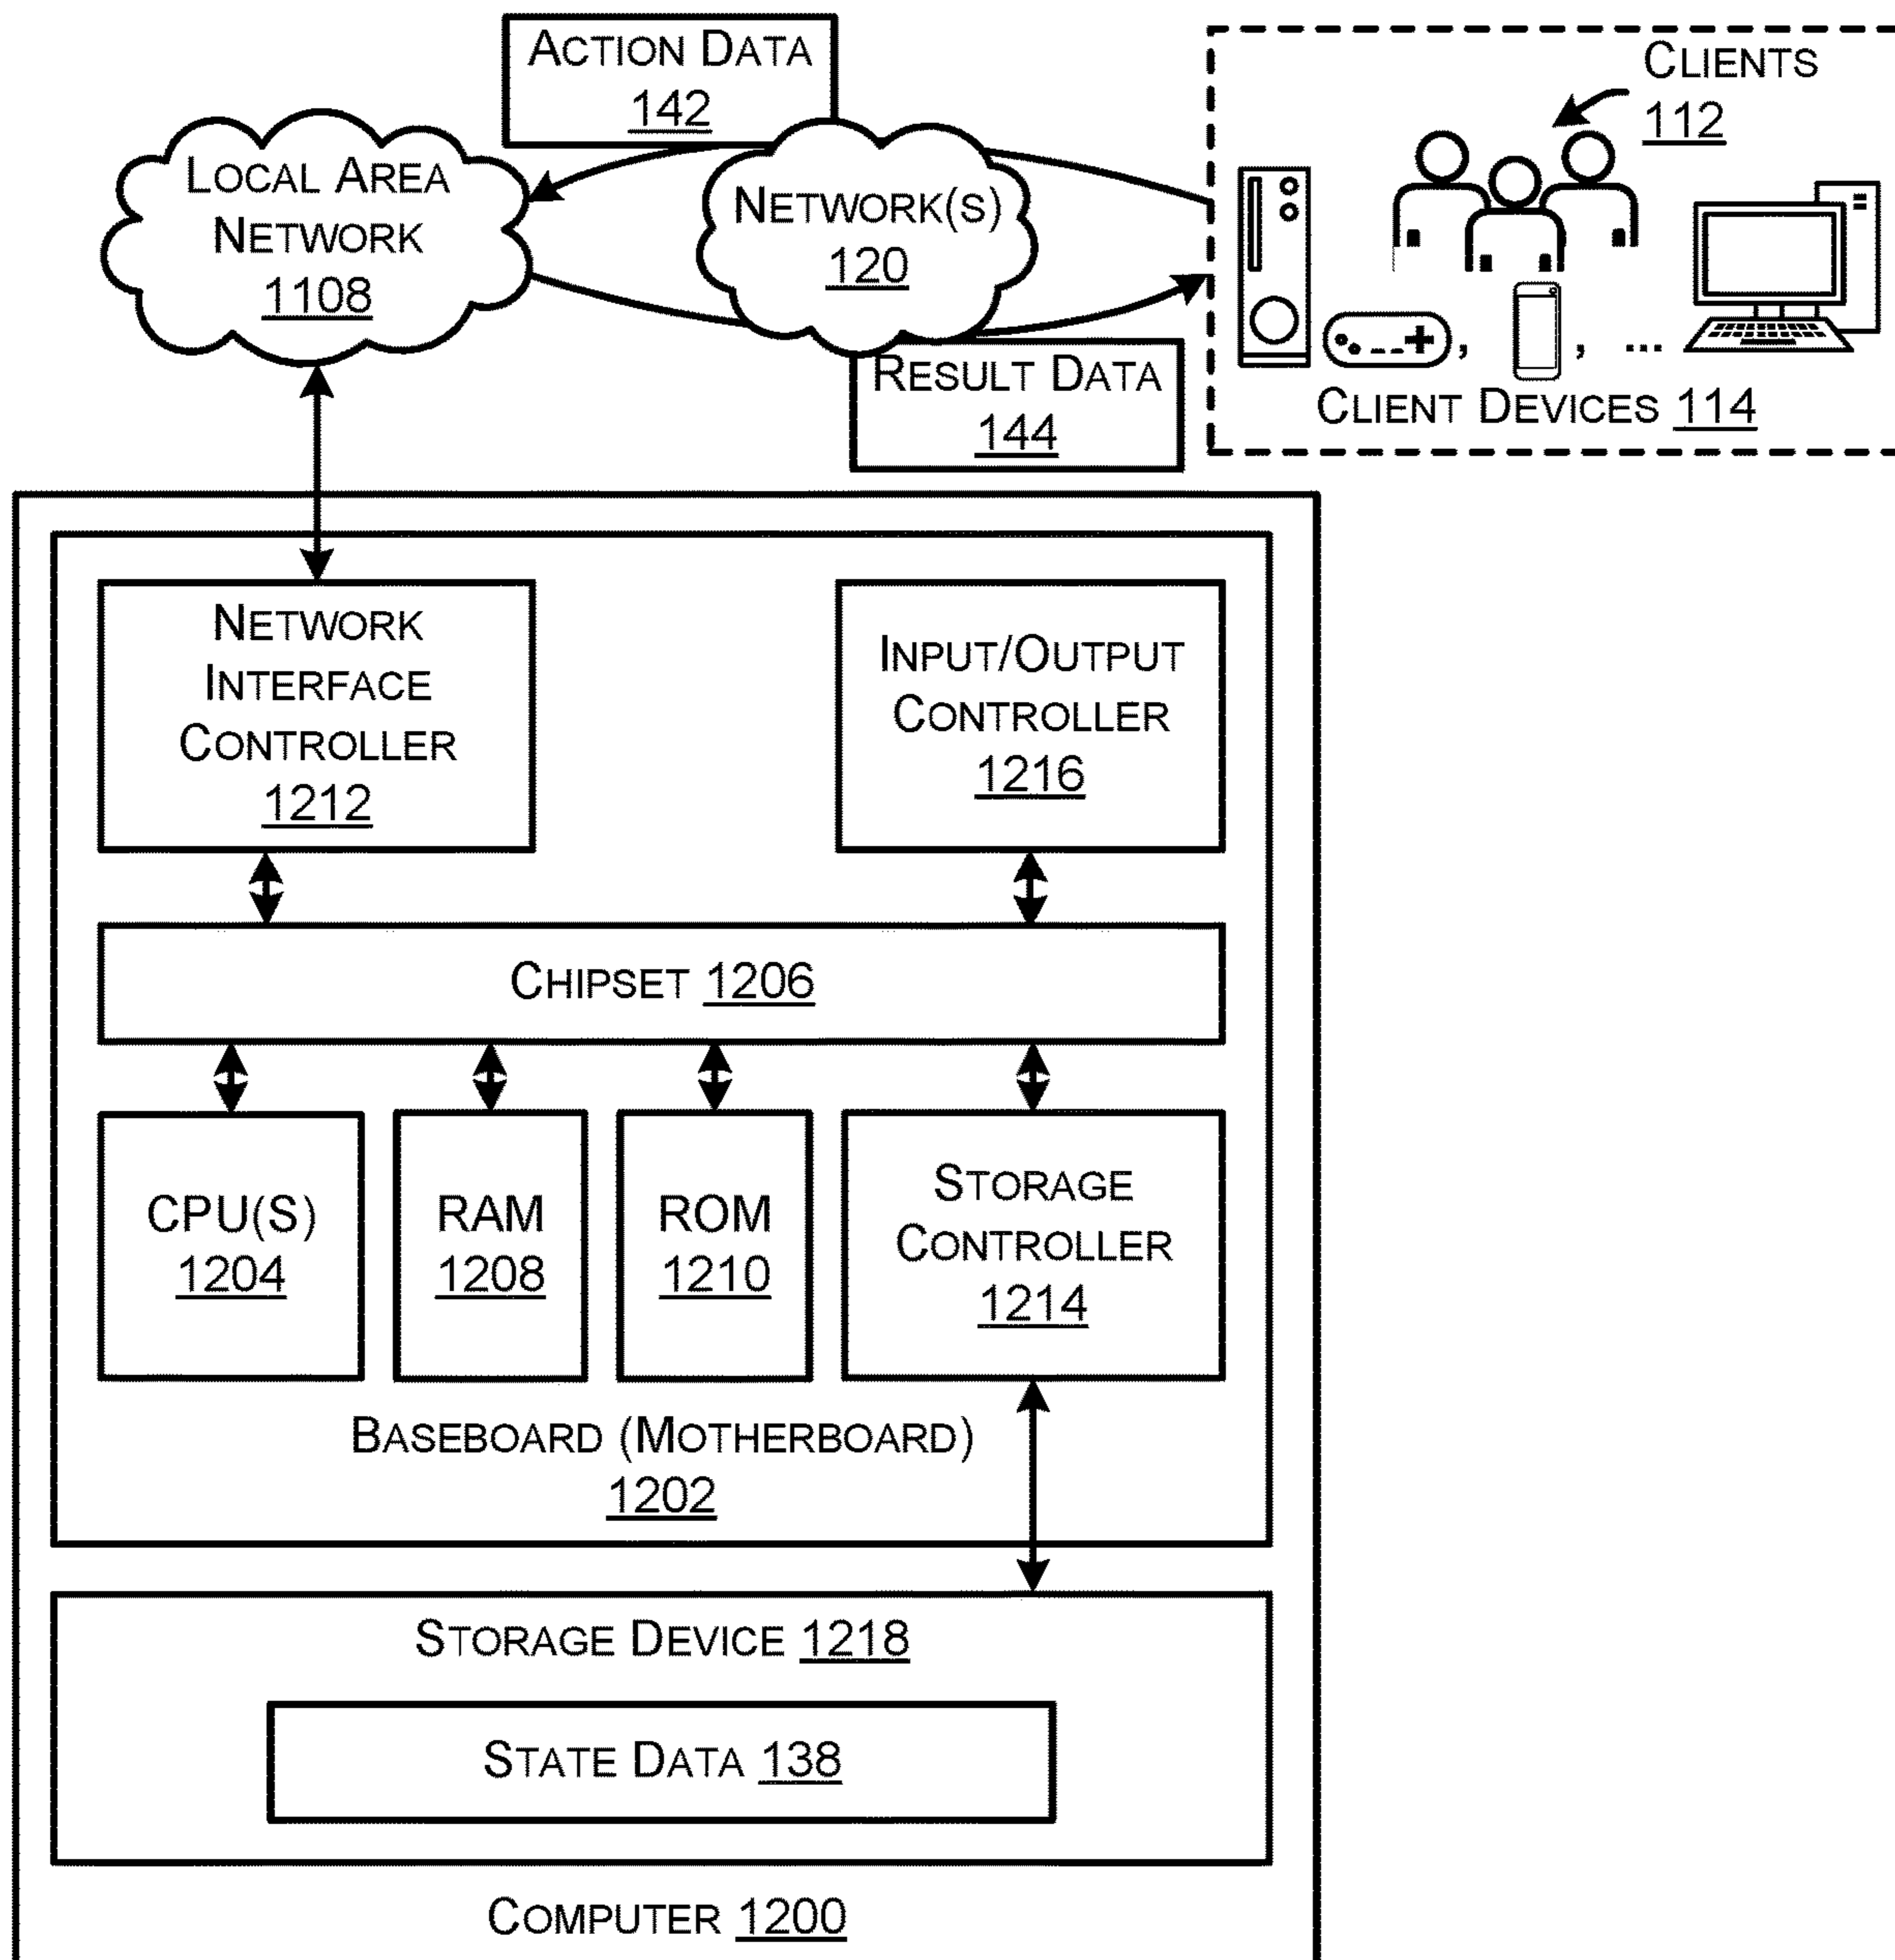 ACTION DATA
142
CLIENTS
112
LOCAL AREA
NETWORK
1108
NETWORK(S)
120
RESULT DATA
144
, , ...
CLIENT DEVICES 114
NETWORK
INTERFACE
CONTROLLER
1212
INPUT/OUTPUT
CONTROLLER
1216
CHIPSET 1206
CPU(S)
1204
RAM
1208
ROM
1210
STORAGE
CONTROLLER
1214
BASEBOARD (MOTHERBOARD)
1202
STORAGE DEVICE 1218
STATE DATA 138
COMPUTER 1200